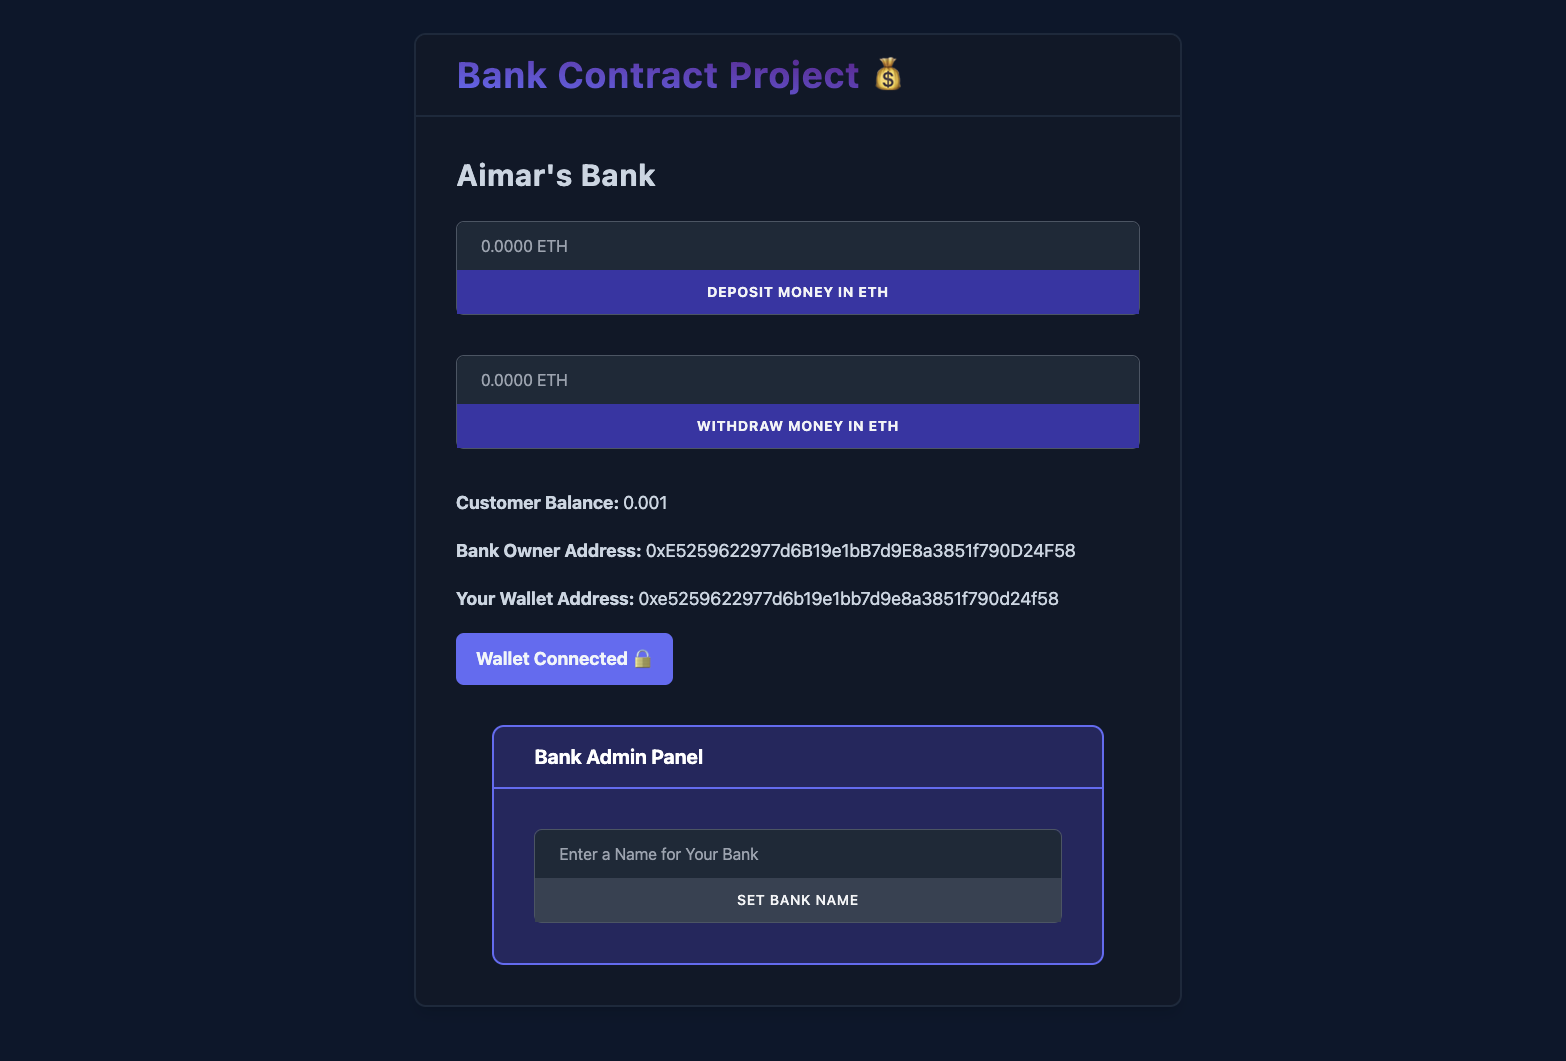 Bank Contract Project 💰
Aimar's Bank
0.0000 ETH
DEPOSIT MONEY IN ETH
0.0000 ETH
WITHDRAW MONEY IN ETH
Customer Balance: 0.001
Bank Owner Address: 0xE5259622977d6B19e1bB7d9E8a3851f790D24F58
Your Wallet Address: 0xe5259622977d6b19e1bb7d9e8a3851f790d24f58
Wallet Connected 🔒
Bank Admin Panel
Enter a Name for Your Bank
SET BANK NAME